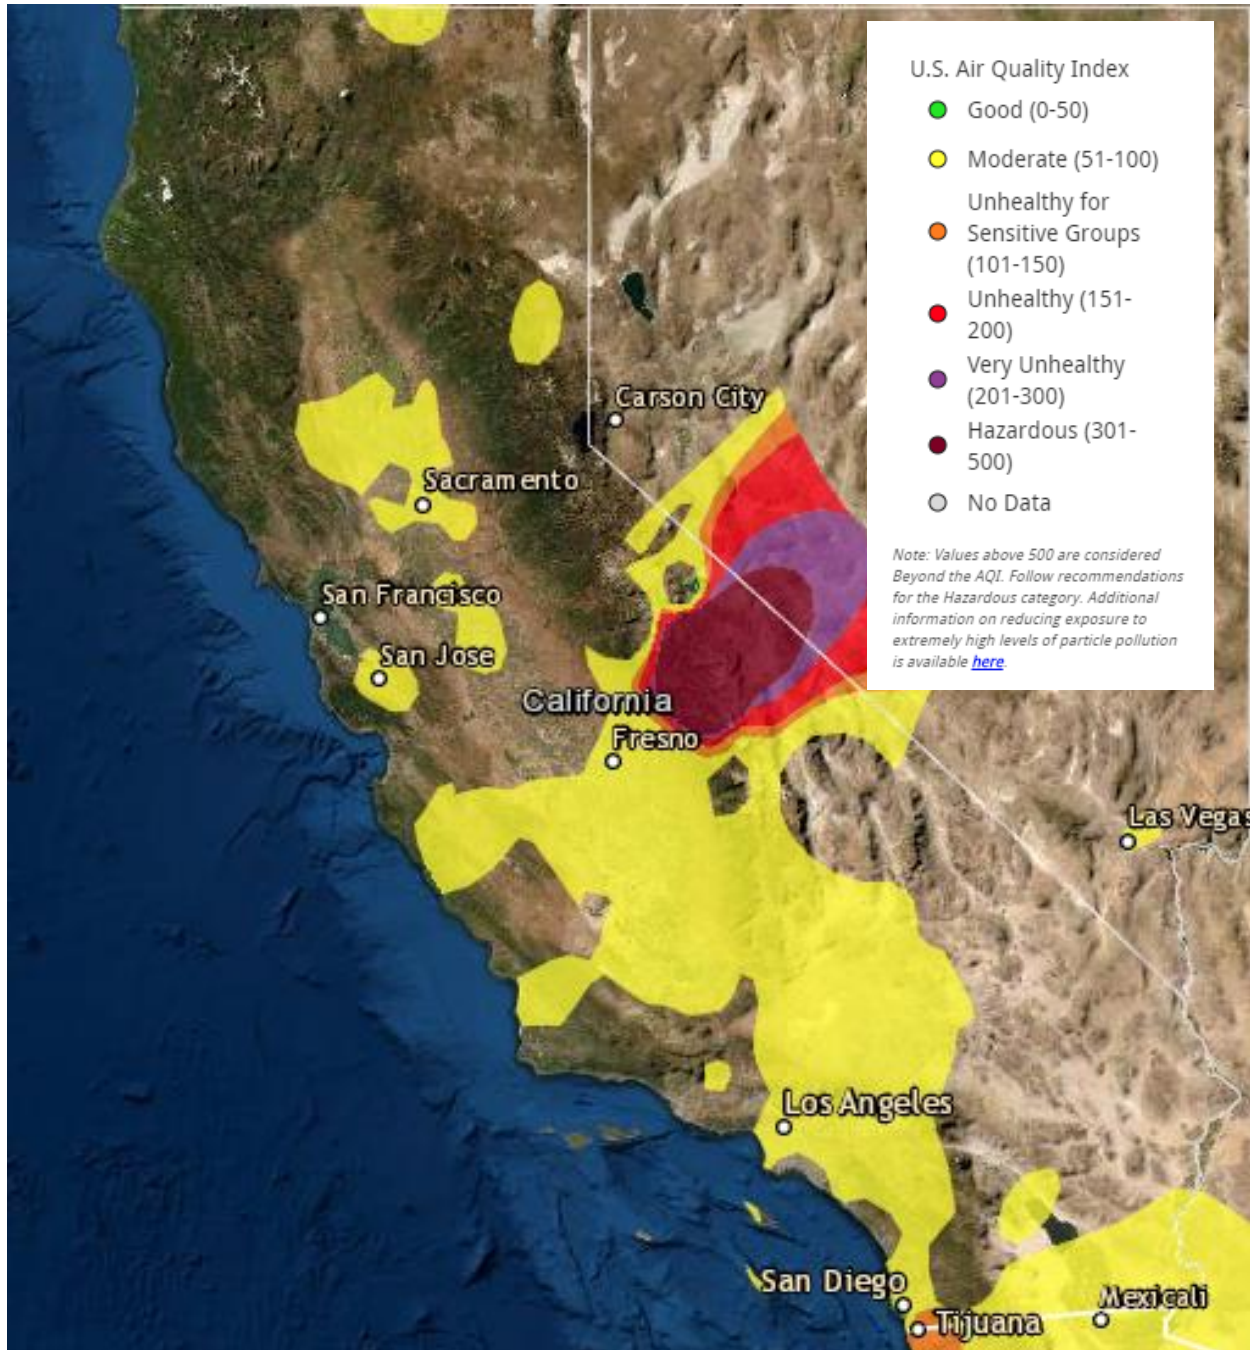 U.S. Air Quality Index
Good (0-50)
Moderate (51-100)
Unhealthy for
Sensitive Groups
(101-150)
Unhealthy (151-
200)
Very Unhealthy
(201-300)
Hazardous (301-
500)
No Data
Note: Values above 500 are considered
Beyond the AQI. Follow recommendations
for the Hazardous category. Additional
information on reducing exposure to
extremely high levels of particle pollution
is available here.
Carson City
Sacramento
San Francisco
San Jose
California
Fresno
Las Vegas
Los Angeles
San Diego
Mexicali
Tijuana